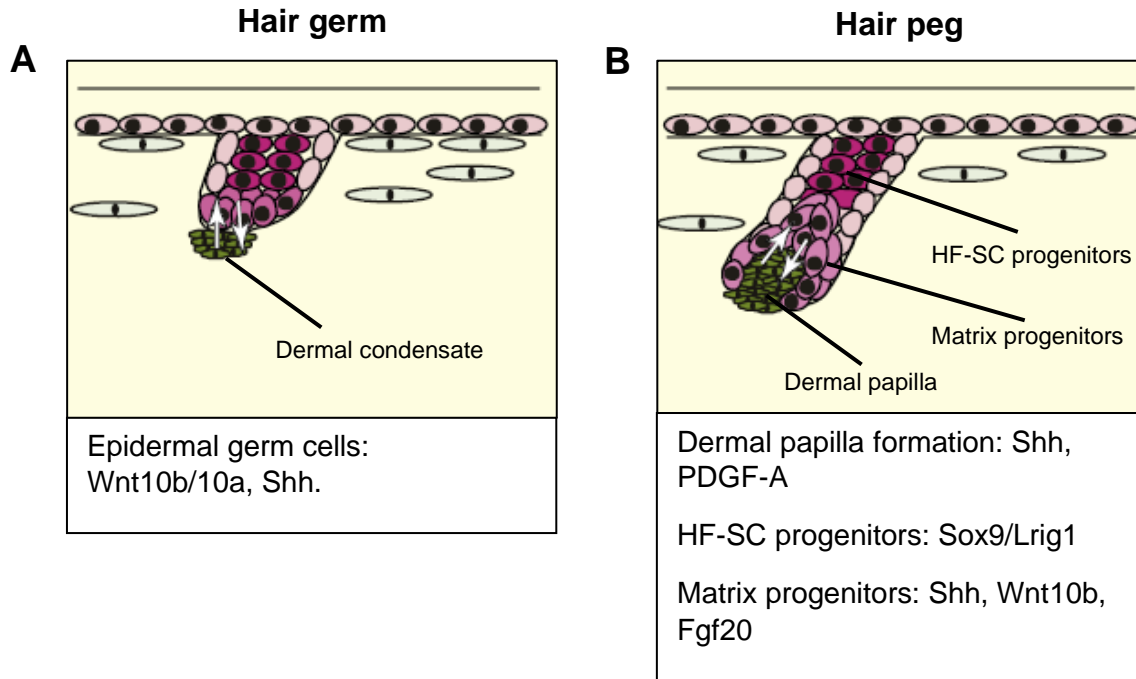 Hair germ
A
Dermal condensate
Epidermal germ cells:
Wnt10b/10a, Shh.
Hair peg
B
HF-SC progenitors
Matrix progenitors
Dermal papilla
Dermal papilla formation: Shh,
PDGF-A
HF-SC progenitors: Sox9/Lrig1
Matrix progenitors: Shh, Wnt10b,
Fgf20